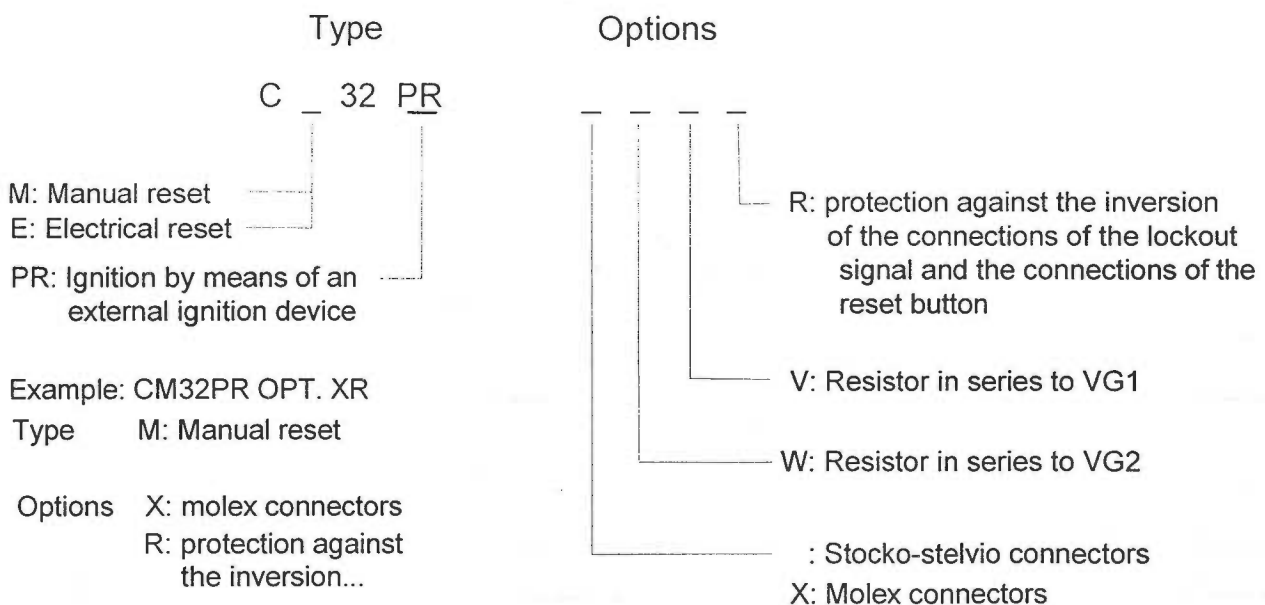 Type
Options
C _ 32 PR
_ _ _ _
M: Manual reset
E: Electrical reset
PR: Ignition by means of an
external ignition device
Example: CM32PR OPT. XR
Type M: Manual reset
Options X: molex connectors
R: protection against
the inversion...
R: protection against the inversion
of the connections of the lockout
signal and the connections of the
reset button
V: Resistor in series to VG1
W: Resistor in series to VG2
: Stocko-stelvio connectors
X: Molex connectors